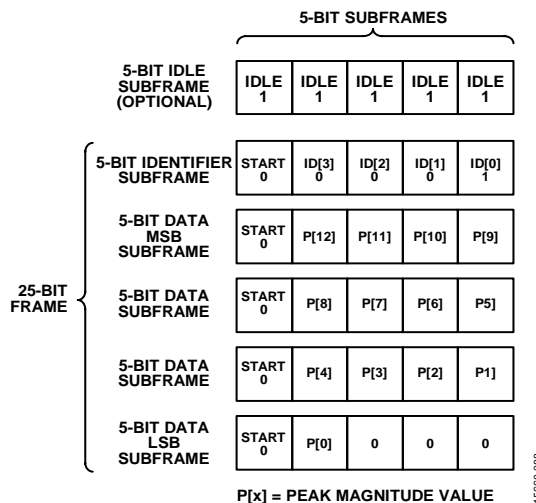 5-BIT SUBFRAMES
5-BIT IDLE
SUBFRAME
(OPTIONAL)
IDLE
1
IDLE
1
IDLE
1
IDLE
1
IDLE
1
25-BIT
FRAME
5-BIT IDENTIFIER
SUBFRAME
START
0
ID[3]
0
ID[2]
0
ID[1]
0
ID[0]
1
5-BIT DATA
MSB
SUBFRAME
START
0
P[12]
P[11]
P[10]
P[9]
5-BIT DATA
SUBFRAME
START
0
P[8]
P[7]
P[6]
P5]
5-BIT DATA
SUBFRAME
START
0
P[4]
P[3]
P[2]
P1]
5-BIT DATA
LSB
SUBFRAME
START
0
P[0]
0
0
0
P[x] = PEAK MAGNITUDE VALUE